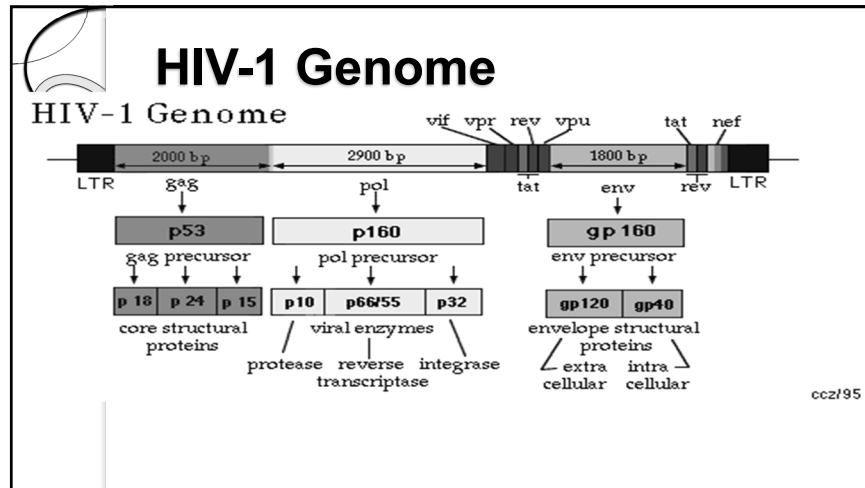 HIV-1 Genome
HIV-1 Genome
vif vpr rev vpu tat nef
2000 bp 2900 bp 1800 bp
LTR gag pol tat env rev LTR
p53 p160 gp160
gag precursor pol precursor env precursor
p 18 p 24 p 15 p10 p66/55 p32 gp120 gp40
core structural proteins
viral enzymes
envelope structural proteins
protease reverse transcriptase integrase
extra cellular intra cellular
ccz/95